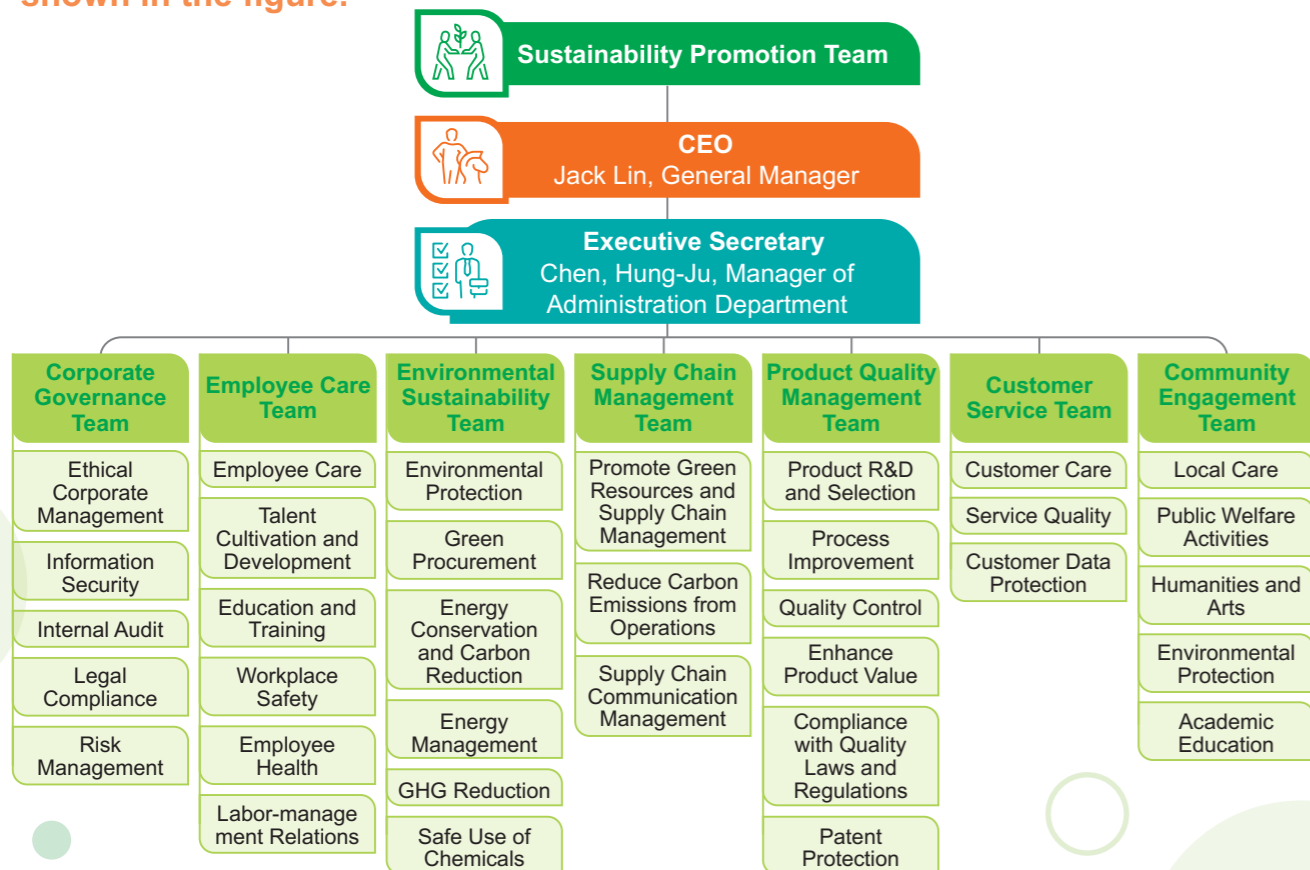 shown in the figure.
Sustainability Promotion Team
CEO
Jack Lin, General Manager
Executive Secretary
Chen, Hung-Ju, Manager of
Administration Department
Corporate
Governance
Team
Ethical
Corporate
Management
Information
Security
Internal Audit
Legal
Compliance
Risk
Management
Employee Care
Team
Employee Care
Talent
Cultivation and
Development
Education and
Training
Workplace
Safety
Employee
Health
Labor-manage
ment Relations
Environmental
Sustainability
Team
Environmental
Protection
Green
Procurement
Energy
Conservation
and Carbon
Reduction
Energy
Management
GHG Reduction
Safe Use of
Chemicals
Supply Chain
Management
Team
Promote Green
Resources and
Supply Chain
Management
Reduce Carbon
Emissions from
Operations
Supply Chain
Communication
Management
Product Quality
Management
Team
Product R&D
and Selection
Process
Improvement
Quality Control
Enhance
Product Value
Compliance
with Quality
Laws and
Regulations
Patent
Protection
Customer
Service Team
Customer Care
Service Quality
Customer Data
Protection
Community
Engagement
Team
Local Care
Public Welfare
Activities
Humanities and
Arts
Environmental
Protection
Academic
Education